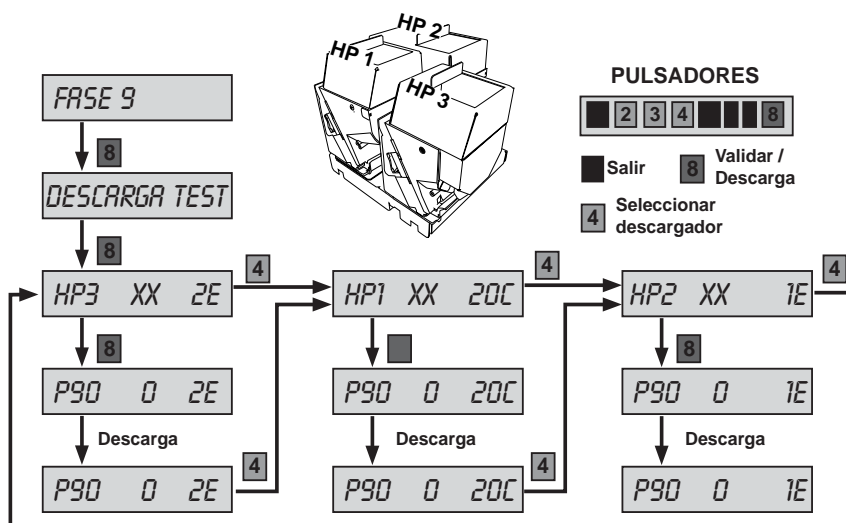 HP 1
HP 2
HP 3
PULSADORES
2 3 4 8
Salir
8 Validar / Descarga
4 Seleccionar descargador
FASE 9
8
DESCARGA TEST
8
HP3 XX 2E
4
HP1 XX 20C
4
HP2 XX 1E
4
8
8
P90 0 2E
P90 0 20C
P90 0 1E
Descarga
Descarga
Descarga
P90 0 2E
4
P90 0 20C
4
P90 0 1E